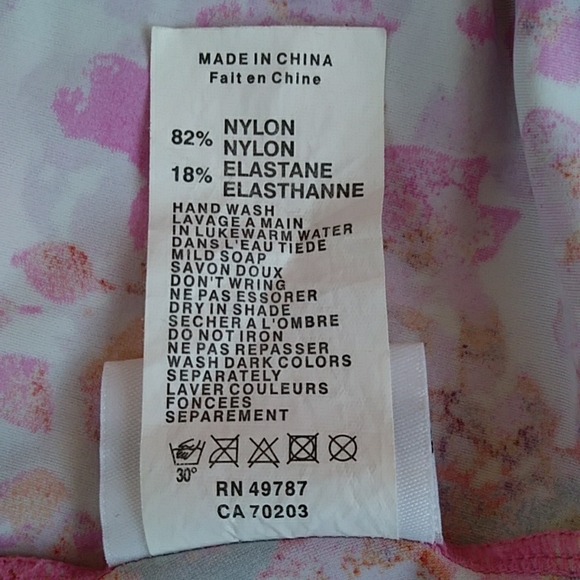 MADE IN CHINA
Fait en Chine
82% NYLON
NYLON
18% ELASTANE
ELASTHANNE
HAND WASH
LAVAGE A MAIN
IN LUKEWARM WATER
DANS L'EAU TIEDE
MILD SOAP
SAVON DOUX
DON'T WRING
NE PAS ESSORER
DRY IN SHADE
SECHER A L'OMBRE
DO NOT IRON
NE PAS REPASSER
WASH DARK COLORS
SEPARATELY
LAVER COULEURS
FONCEES
SEPAREMENT
30°
RN 49787
CA 70203